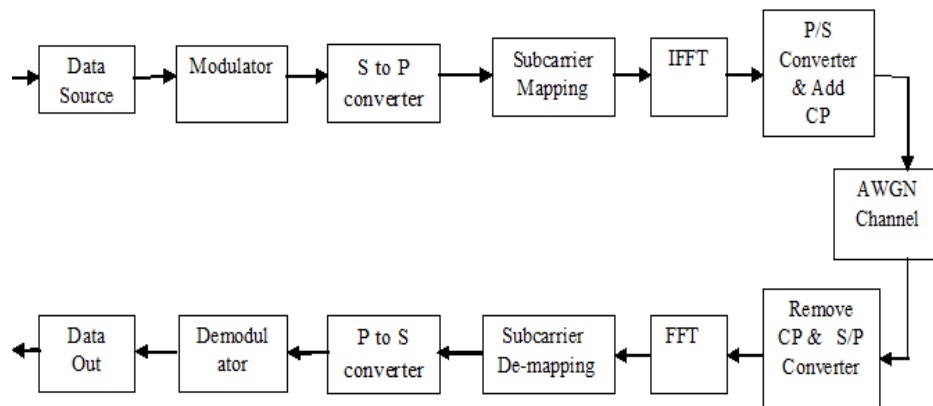 Data
Source
Modulator
S to P
converter
Subcarrier
Mapping
IFFT
P/S
Converter
& Add
CP
AWGN
Channel
Remove
CP & S/P
Converter
FFT
Subcarrier
De-mapping
P to S
converter
Demodul
ator
Data
Out